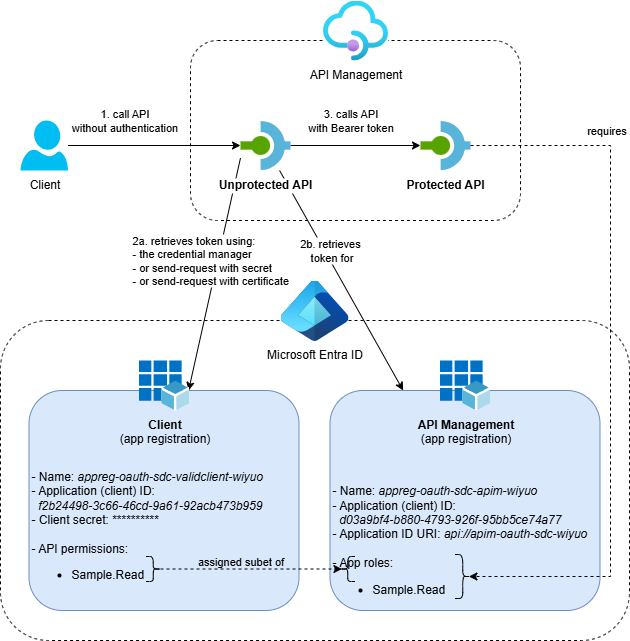 API Management
1. call API
without authentication
3. calls API
with Bearer token
requires
Client
Unprotected API
Protected API
2a. retrieves token using:
- the credential manager
- or send-request with secret
- or send-request with certificate
2b. retrieves
token for
Microsoft Entra ID
Client
(app registration)
- Name: appreg-oauth-sdc-validclient-wiyuo
- Application (client) ID:
f2b24498-3c66-46cd-9a61-92acb473b959
- Client secret: **********
- API permissions:
• Sample.Read
assigned subet of
API Management
(app registration)
- Name: appreg-oauth-sdc-apim-wiyuo
- Application (client) ID:
d03a9bf4-b880-4793-926f-95bb5ce74a77
- Application ID URI: api://apim-oauth-sdc-wiyuo
- App roles:
• Sample.Read